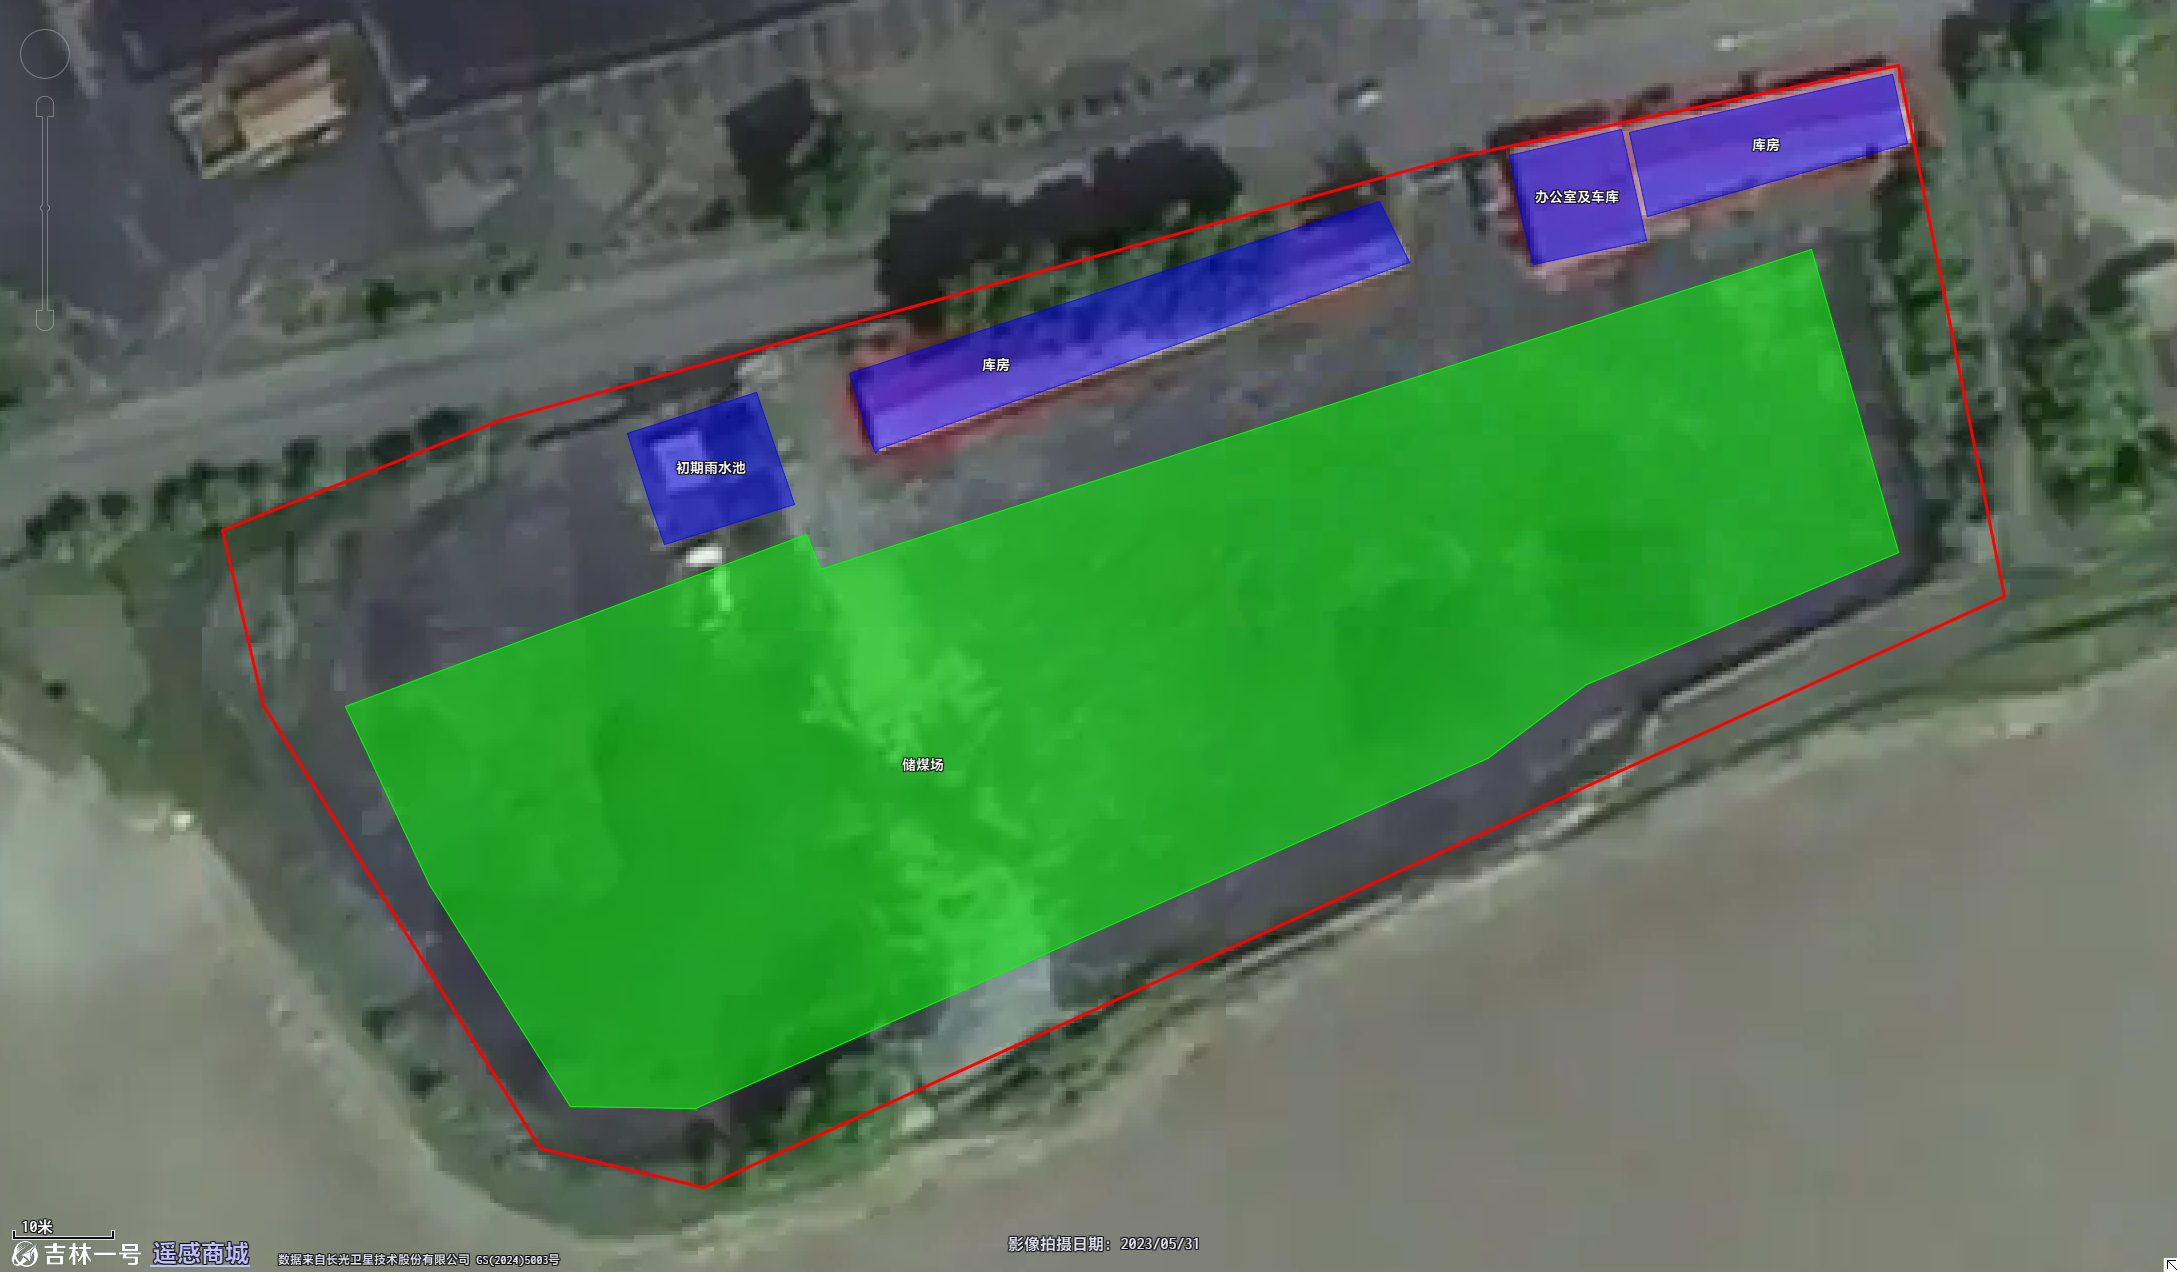 库房
办公室及车库
库房
初期雨水池
储煤场
10米
吉林一号 遥感商城
数据来自长光卫星技术股份有限公司 GS(2024)5003号
影像拍摄日期: 2023/05/31